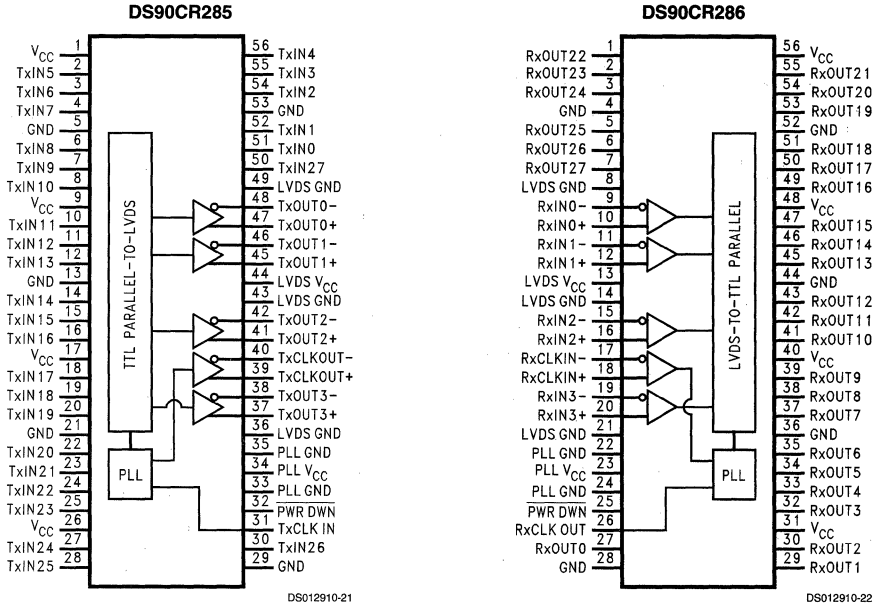 DS90CR285
VCC 1 56 TxIN4
TxIN5 2 55 TxIN3
TxIN6 3 54 TxIN2
TxIN7 4 53 GND
GND 5 52 TxIN1
TxIN8 6 51 TxIN0
TxIN9 7 50 TxIN27
TxIN10 8 49 LVDS GND
VCC 9 48 TxOUT0-
TxIN11 10 47 TxOUT0+
TxIN12 11 46 TxOUT1-
TxIN13 12 45 TxOUT1+
GND 13 44 LVDS VCC
TxIN14 14 43 LVDS GND
TxIN15 15 42 TxOUT2-
TxIN16 16 41 TxOUT2+
VCC 17 40 TxCLKOUT-
TxIN17 18 39 TxCLKOUT+
TxIN18 19 38 TxOUT3-
TxIN19 20 37 TxOUT3+
GND 21 36 LVDS GND
TxIN20 22 35 PLL GND
TxIN21 23 34 PLL VCC
TxIN22 24 33 PLL GND
TxIN23 25 32 PWR DWN
VCC 26 31 TxCLK IN
TxIN24 27 30 TxIN26
TxIN25 28 29 GND
TTL PARALLEL-TO-LVDS
PLL
DS012910-21
DS90CR286
RxOUT22 1 56 VCC
RxOUT23 2 55 RxOUT21
RxOUT24 3 54 RxOUT20
GND 4 53 RxOUT19
RxOUT25 5 52 GND
RxOUT26 6 51 RxOUT18
RxOUT27 7 50 RxOUT17
LVDS GND 8 49 RxOUT16
RxIN0- 9 48 VCC
RxIN0+ 10 47 RxOUT15
RxIN1- 11 46 RxOUT14
RxIN1+ 12 45 RxOUT13
LVDS VCC 13 44 GND
LVDS GND 14 43 RxOUT12
RxIN2- 15 42 RxOUT11
RxIN2+ 16 41 RxOUT10
RxCLKIN- 17 40 VCC
RxCLKIN+ 18 39 RxOUT9
RxIN3- 19 38 RxOUT8
RxIN3+ 20 37 RxOUT7
LVDS GND 21 36 GND
PLL GND 22 35 RxOUT6
PLL VCC 23 34 RxOUT5
PLL GND 24 33 RxOUT4
PWR DWN 25 32 RxOUT3
RxCLK OUT 26 31 VCC
RxOUT0 27 30 RxOUT2
GND 28 29 RxOUT1
LVDS-TO-TTL PARALLEL
PLL
DS012910-22